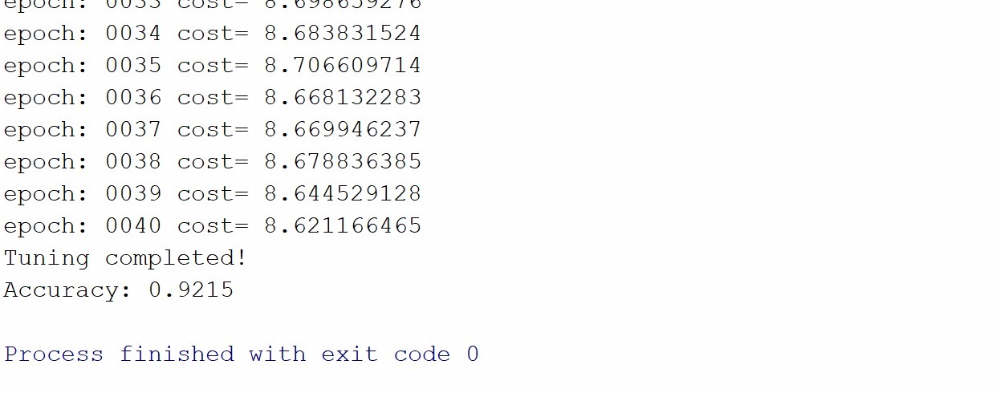 epoch: 0033 cost= 8.698659276
epoch: 0034 cost= 8.683831524
epoch: 0035 cost= 8.706609714
epoch: 0036 cost= 8.668132283
epoch: 0037 cost= 8.669946237
epoch: 0038 cost= 8.678836385
epoch: 0039 cost= 8.644529128
epoch: 0040 cost= 8.621166465
Tuning completed!
Accuracy: 0.9215
Process finished with exit code 0